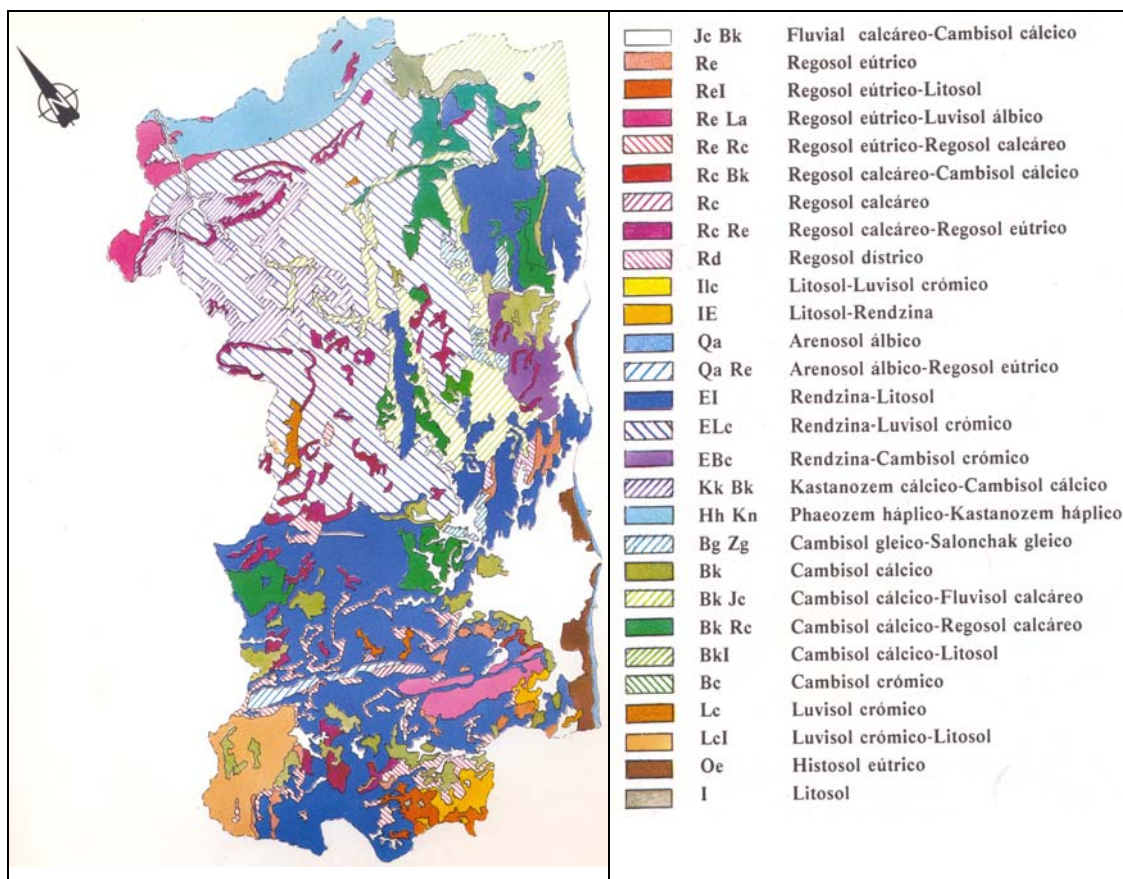 N
Jc Bk Fluvial calcáreo-Cambisol cálcico
Re Regosol eútrico
ReI Regosol eútrico-Litosol
Re La Regosol eútrico-Luvisol álbico
Re Rc Regosol eútrico-Regosol calcáreo
Rc Bk Regosol calcáreo-Cambisol cálcico
Rc Regosol calcáreo
Rc Re Regosol calcáreo-Regosol eútrico
Rd Regosol dístrico
Ilc Litosol-Luvisol crómico
IE Litosol-Rendzina
Qa Arenosol álbico
Qa Re Arenosol álbico-Regosol eútrico
EI Rendzina-Litosol
ELc Rendzina-Luvisol crómico
EBc Rendzina-Cambisol crómico
Kk Bk Kastanozem cálcico-Cambisol cálcico
Hh Kn Phaeozem háplico-Kastanozem háplico
Bg Zg Cambisol gleico-Salonchak gleico
Bk Cambisol cálcico
Bk Jc Cambisol cálcico-Fluvisol calcáreo
Bk Rc Cambisol cálcico-Regosol calcáreo
BkI Cambisol cálcico-Litosol
Bc Cambisol crómico
Lc Luvisol crómico
LcI Luvisol crómico-Litosol
Oe Histosol eútrico
I Litosol